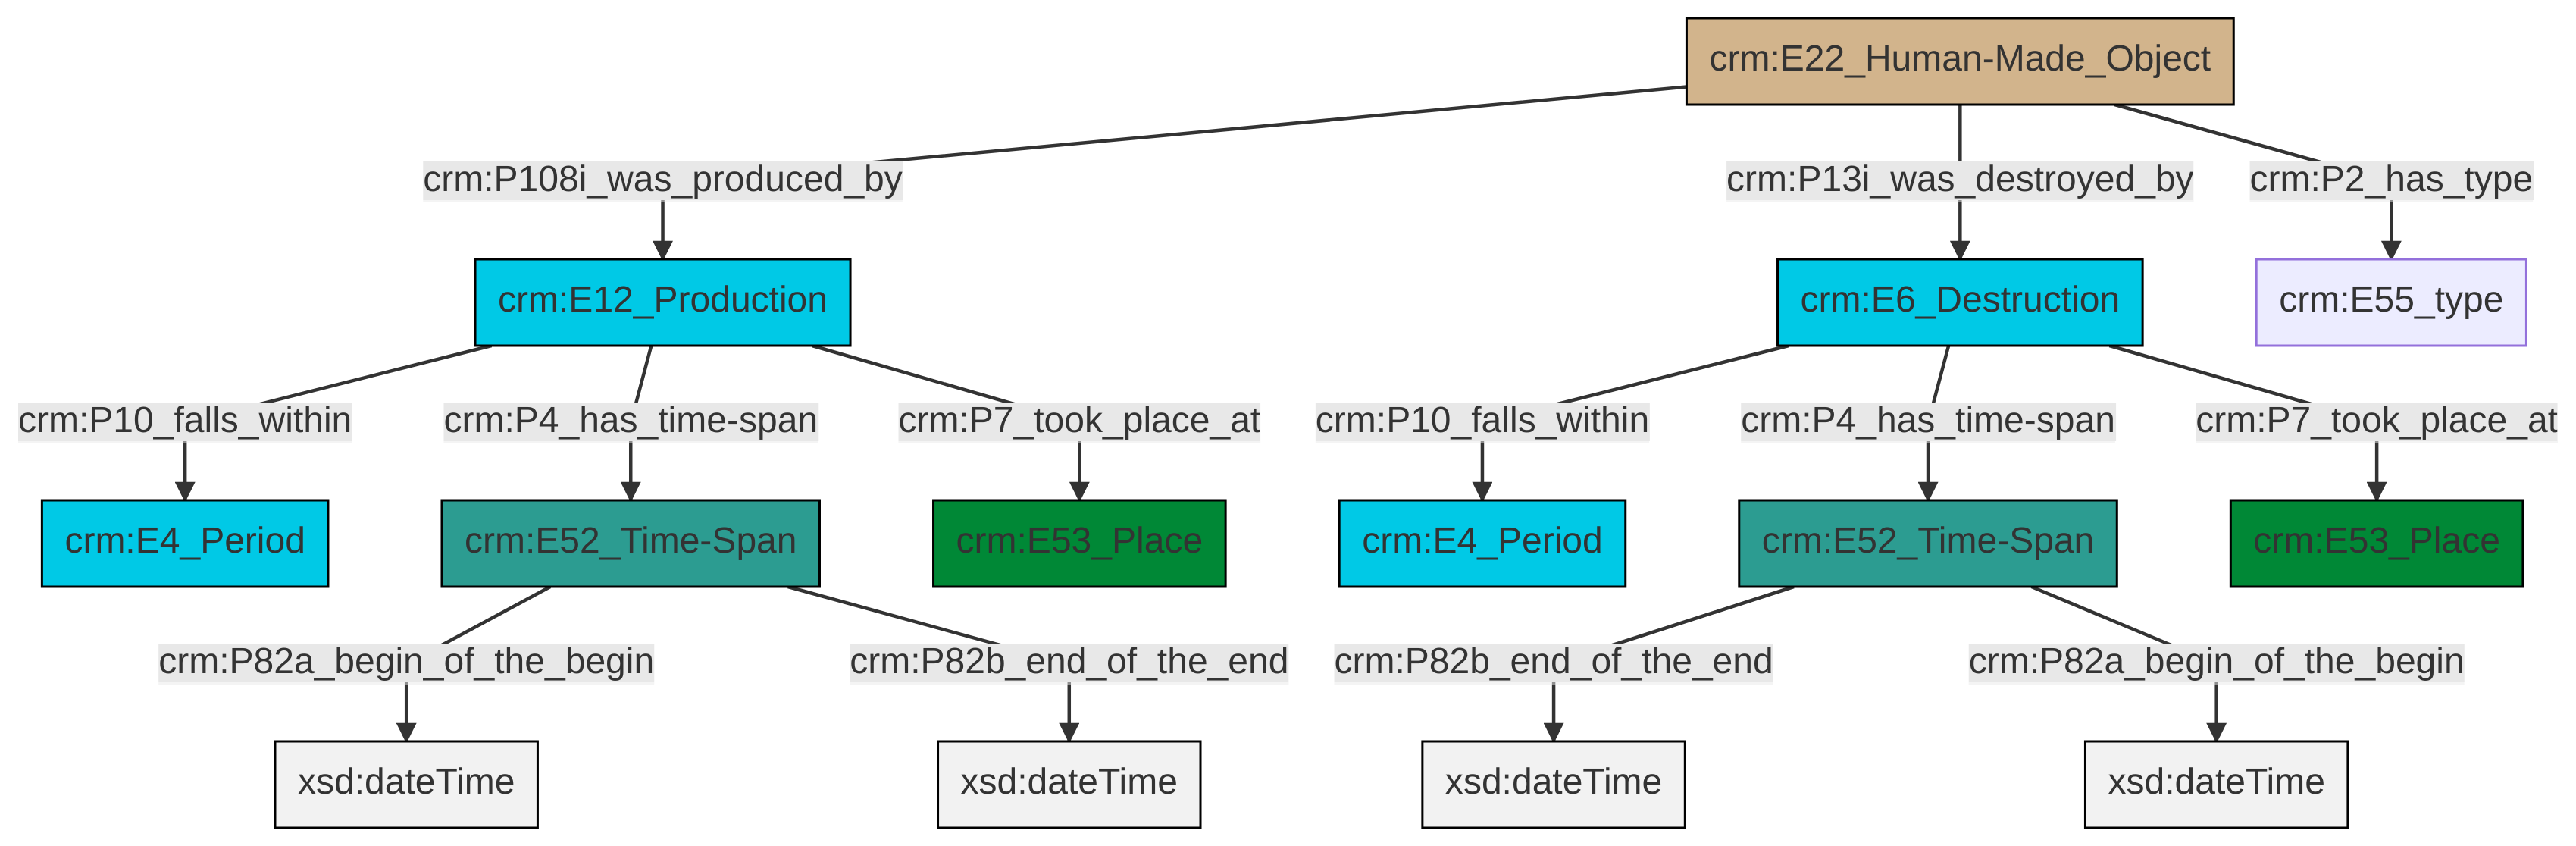 crm:E22_Human-Made_Object
crm:P108i_was_produced_by
crm:P13i_was_destroyed_by
crm:P2_has_type
crm:E12_Production
crm:E6_Destruction
crm:E55_type
crm:P10_falls_within
crm:P4_has_time-span
crm:P7_took_place_at
crm:P10_falls_within
crm:P4_has_time-span
crm:P7_took_place_at
crm:E4_Period
crm:E52_Time-Span
crm:E53_Place
crm:E4_Period
crm:E52_Time-Span
crm:E53_Place
crm:P82a_begin_of_the_begin
crm:P82b_end_of_the_end
crm:P82b_end_of_the_end
crm:P82a_begin_of_the_begin
xsd:dateTime
xsd:dateTime
xsd:dateTime
xsd:dateTime